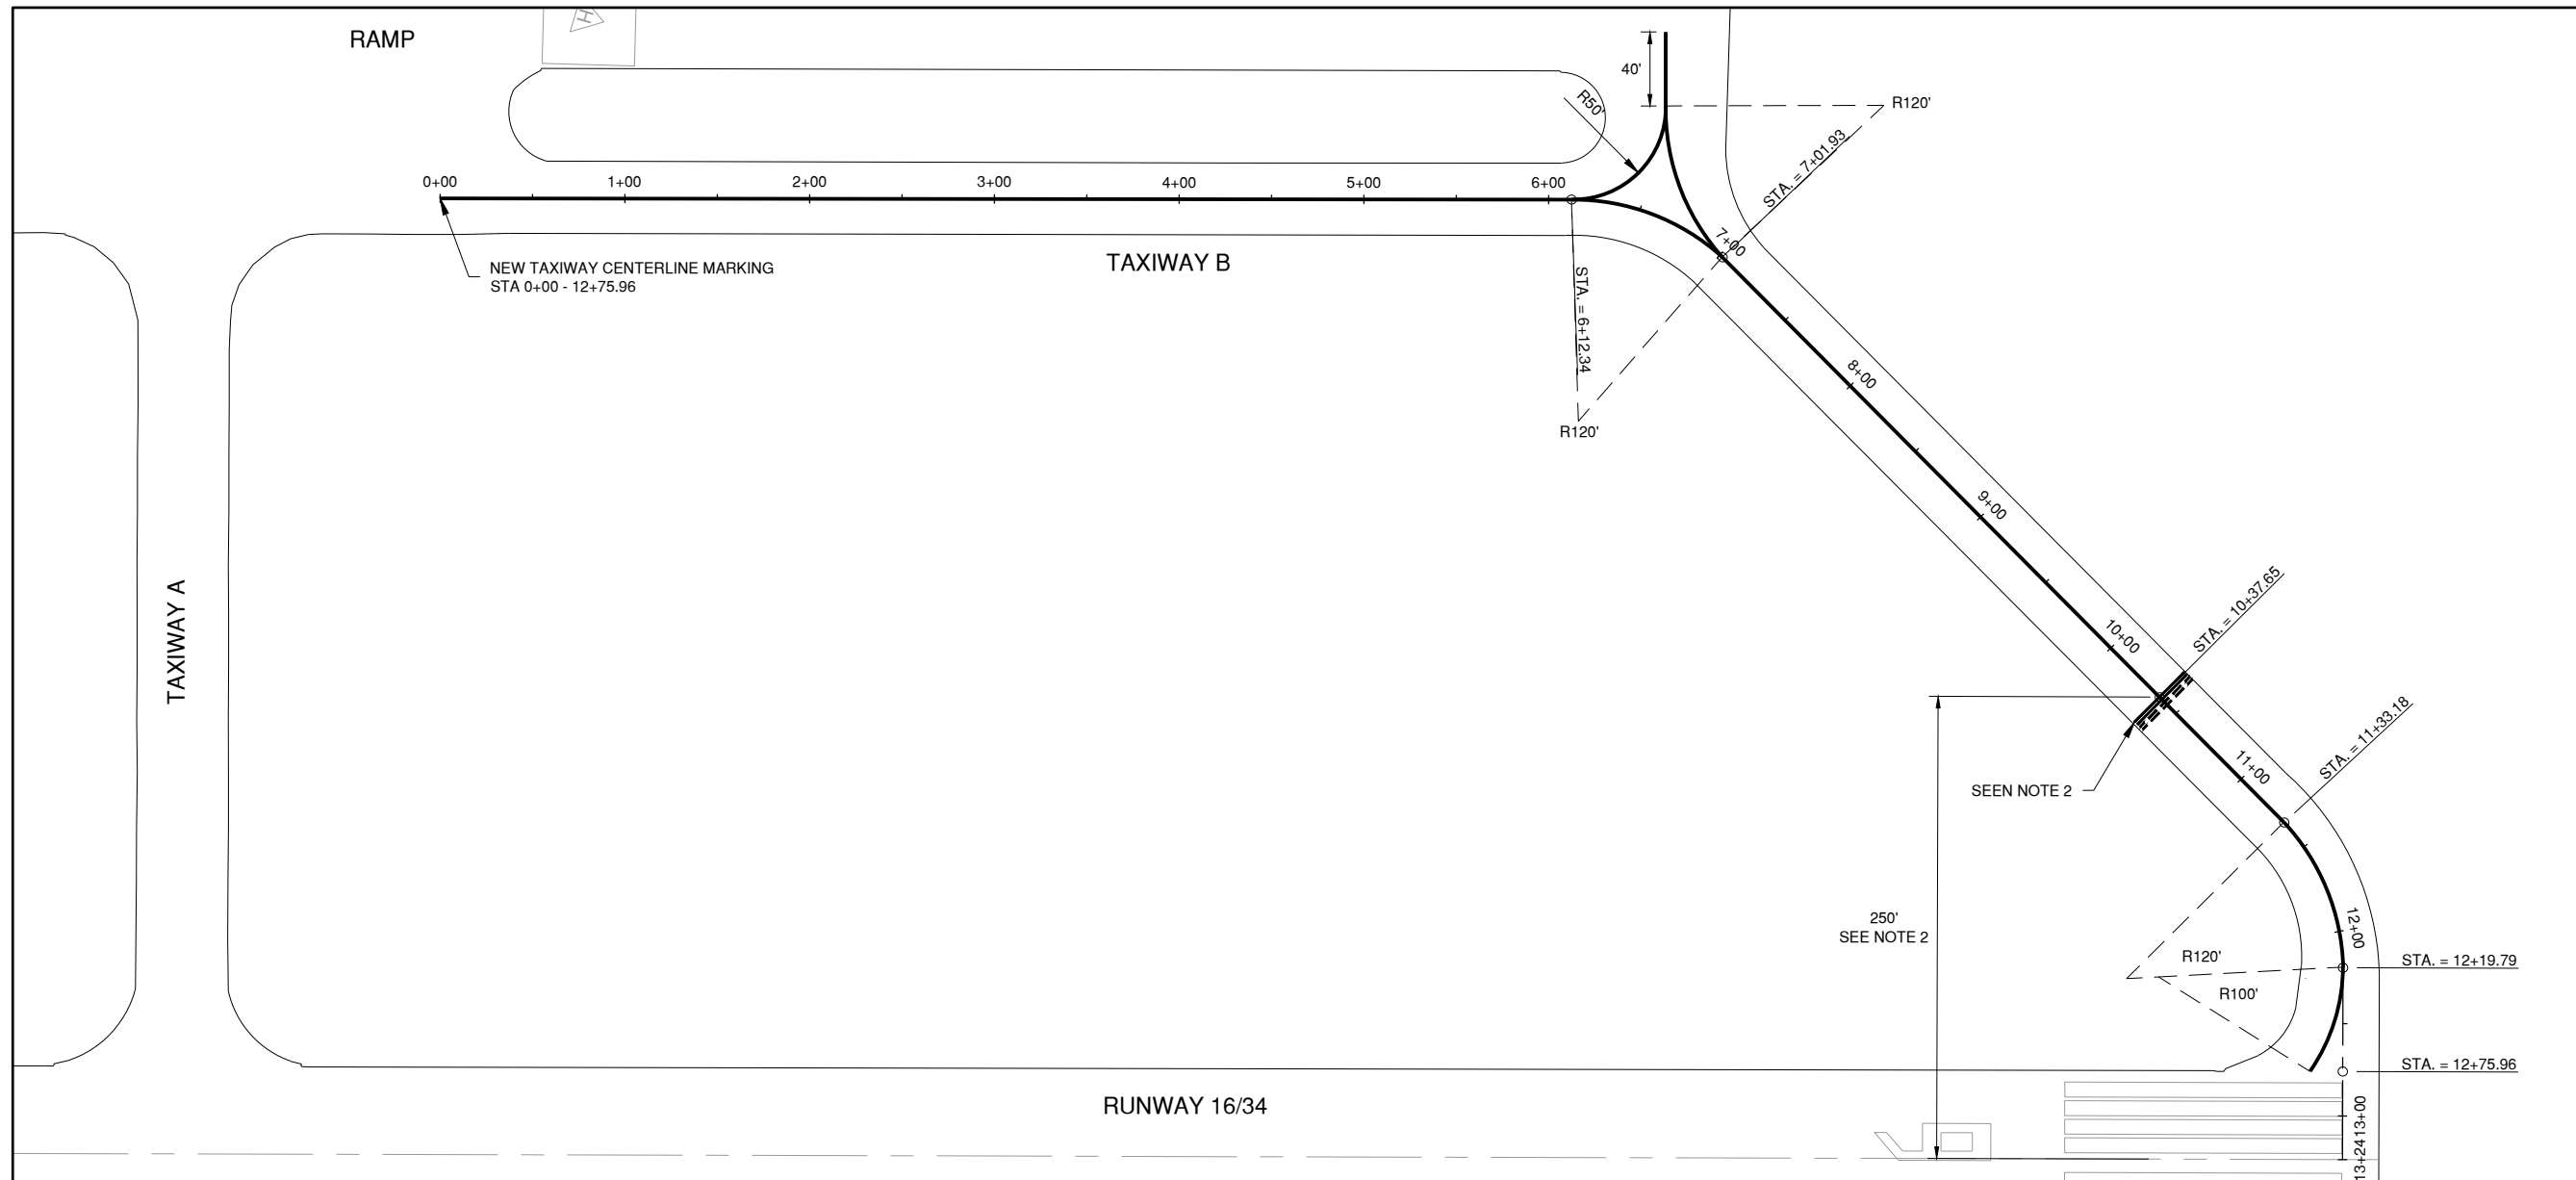 RAMP
H
40'
R50'
R120'
STA. = 7+01.93
0+00
1+00
2+00
3+00
4+00
5+00
6+00
7+00
NEW TAXIWAY CENTERLINE MARKING
STA 0+00 - 12+75.96
TAXIWAY B
STA. = 6+12.34
R120'
8+00
9+00
10+00
STA. = 10+37.65
TAXIWAY A
STA. = 11+33.18
11+00
SEEN NOTE 2
250'
SEE NOTE 2
12+00
R120'
STA. = 12+19.79
R100'
STA. = 12+75.96
RUNWAY 16/34
13+00
13+24